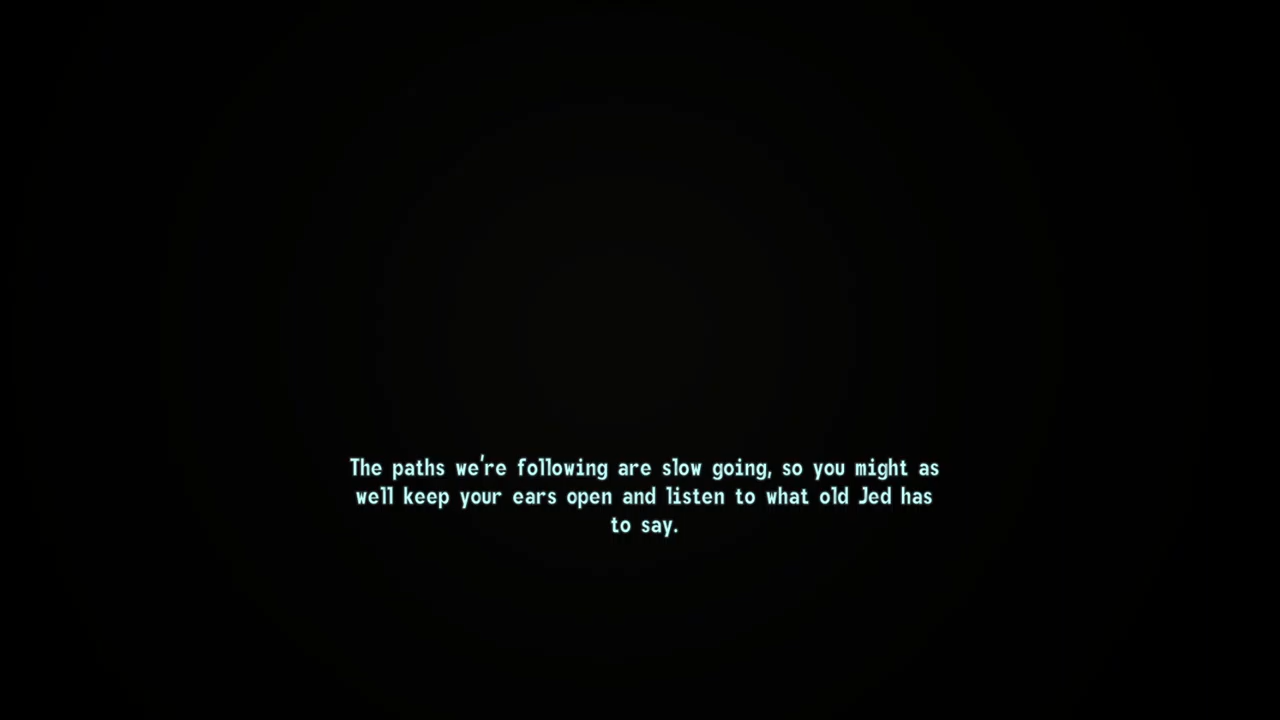 The paths we're following are slow going, so you might as
well keep your ears open and listen to what old Jed has
to say.